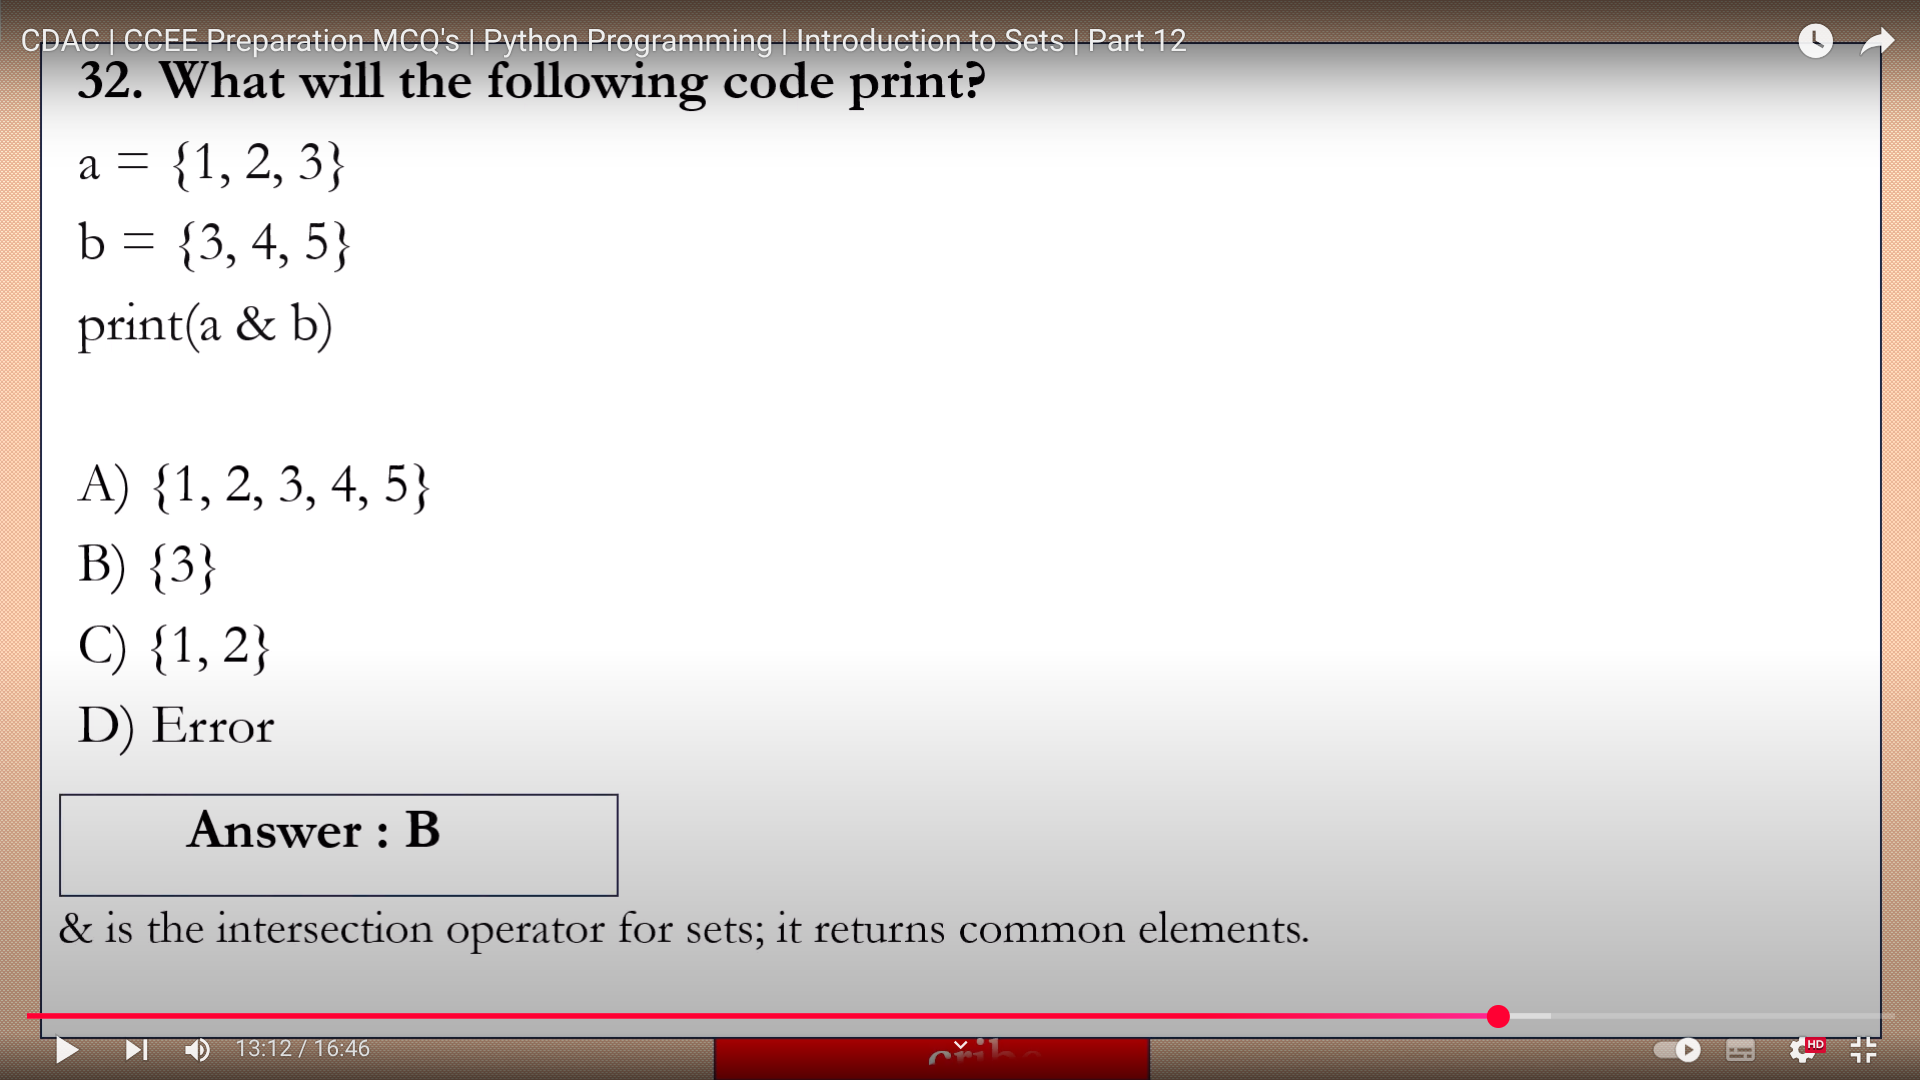 CDAC | CCEE Preparation MCQ's | Python Programming | Introduction to Sets | Part 12
32. What will the following code print?
a = {1, 2, 3}
b = {3, 4, 5}
print(a & b)
A) {1, 2, 3, 4, 5}
B) {3}
C) {1, 2}
D) Error
Answer : B
& is the intersection operator for sets; it returns common elements.
13:12 / 16:46
HD